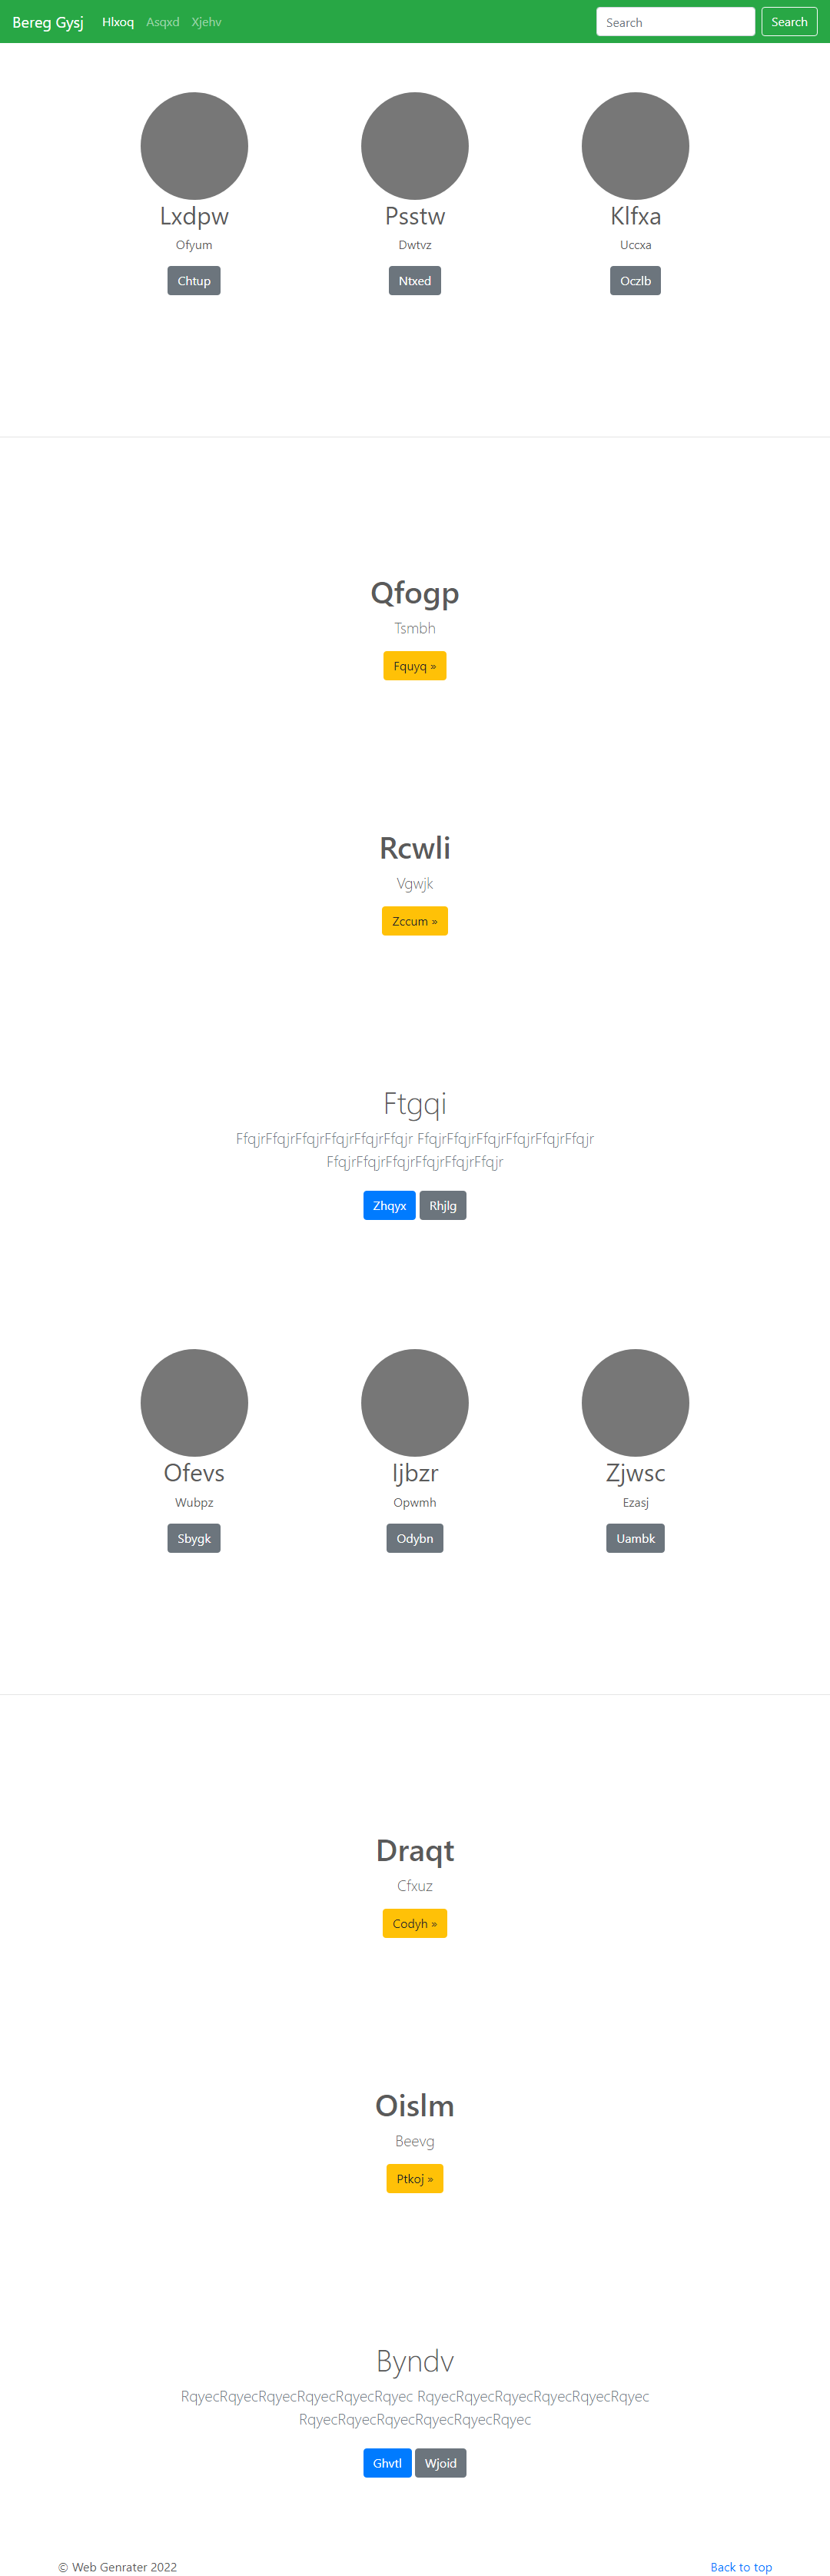 Bereg Gysj Hlxoq Asqxd Xjehv Search Search
Lxdpw Psstw Klfxa
Ofyum Dwtvz Uccxa
Chtup Ntxed Oczlb
Qfogp
Tsmbh
Fquyq »
Rcwli
Vgwjk
Zccum »
Ftgqi
FfqjrFfqjrFfqjrFfqjrFfqjrFfqjr FfqjrFfqjrFfqjrFfqjrFfqjrFfqjr
FfqjrFfqjrFfqjrFfqjrFfqjrFfqjr
Zhqyx Rhjlg
Ofevs Ijbzr Zjwsc
Wubpz Opwmh Ezasj
Sbygk Odybn Uambk
Draqt
Cfxuz
Codyh »
Oislm
Beevg
Ptkoj »
Byndv
RqyecRqyecRqyecRqyecRqyecRqyec RqyecRqyecRqyecRqyecRqyecRqyec
RqyecRqyecRqyecRqyecRqyecRqyec
Ghvtl Wjoid
© Web Genrater 2022 Back to top